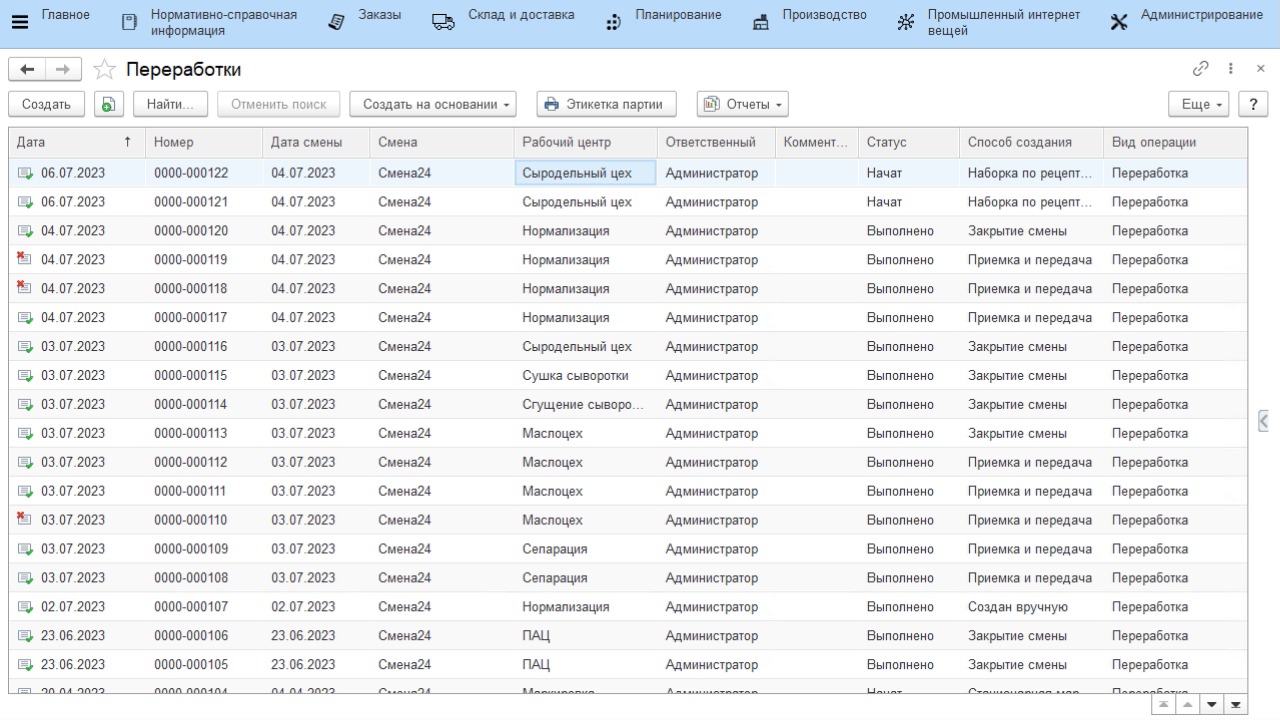 Главное
Нормативно-справочная
информация
Заказы
Склад и доставка
Планирование
Производство
Промышленный интернет
вещей
Администрирование
Переработки
Создать
Найти...
Отменить поиск
Создать на основании
Этикетка партии
Отчеты
Еще
?
Дата ↑ Номер Дата смены Смена Рабочий центр Ответственный Коммент... Статус Способ создания Вид операции
06.07.2023 0000-000122 04.07.2023 Смена24 Сыродельный цех Администратор Начат Наборка по рецепт... Переработка
06.07.2023 0000-000121 04.07.2023 Смена24 Сыродельный цех Администратор Начат Наборка по рецепт... Переработка
04.07.2023 0000-000120 04.07.2023 Смена24 Нормализация Администратор Выполнено Закрытие смены Переработка
04.07.2023 0000-000119 04.07.2023 Смена24 Нормализация Администратор Выполнено Приемка и передача Переработка
04.07.2023 0000-000118 04.07.2023 Смена24 Нормализация Администратор Выполнено Приемка и передача Переработка
04.07.2023 0000-000117 04.07.2023 Смена24 Нормализация Администратор Выполнено Приемка и передача Переработка
03.07.2023 0000-000116 03.07.2023 Смена24 Сыродельный цех Администратор Выполнено Закрытие смены Переработка
03.07.2023 0000-000115 03.07.2023 Смена24 Сушка сыворотки Администратор Выполнено Закрытие смены Переработка
03.07.2023 0000-000114 03.07.2023 Смена24 Сгущение сыворо... Администратор Выполнено Закрытие смены Переработка
03.07.2023 0000-000113 03.07.2023 Смена24 Маслоцех Администратор Выполнено Закрытие смены Переработка
03.07.2023 0000-000112 03.07.2023 Смена24 Маслоцех Администратор Выполнено Приемка и передача Переработка
03.07.2023 0000-000111 03.07.2023 Смена24 Маслоцех Администратор Выполнено Приемка и передача Переработка
03.07.2023 0000-000110 03.07.2023 Смена24 Маслоцех Администратор Выполнено Приемка и передача Переработка
03.07.2023 0000-000109 03.07.2023 Смена24 Сепарация Администратор Выполнено Приемка и передача Переработка
03.07.2023 0000-000108 03.07.2023 Смена24 Сепарация Администратор Выполнено Приемка и передача Переработка
02.07.2023 0000-000107 02.07.2023 Смена24 Нормализация Администратор Выполнено Создан вручную Переработка
23.06.2023 0000-000106 23.06.2023 Смена24 ПАЦ Администратор Выполнено Закрытие смены Переработка
23.06.2023 0000-000105 23.06.2023 Смена24 ПАЦ Администратор Выполнено Закрытие смены Переработка